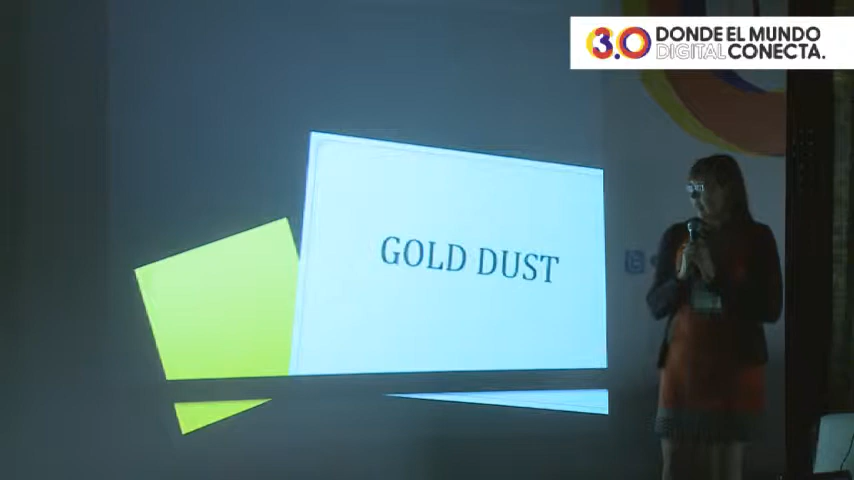 3.0 DONDE EL MUNDO
DIGITAL CONECTA.
GOLD DUST